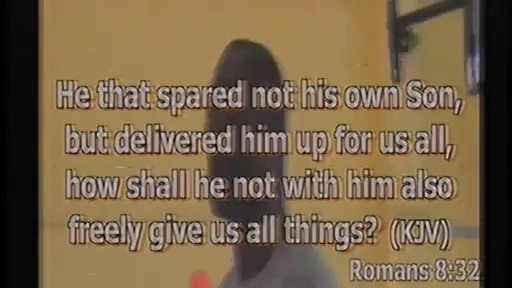 He that spared not his own Son,
but delivered him up for us all,
how shall he not with him also
freely give us all things? (KJV)
Romans 8:32